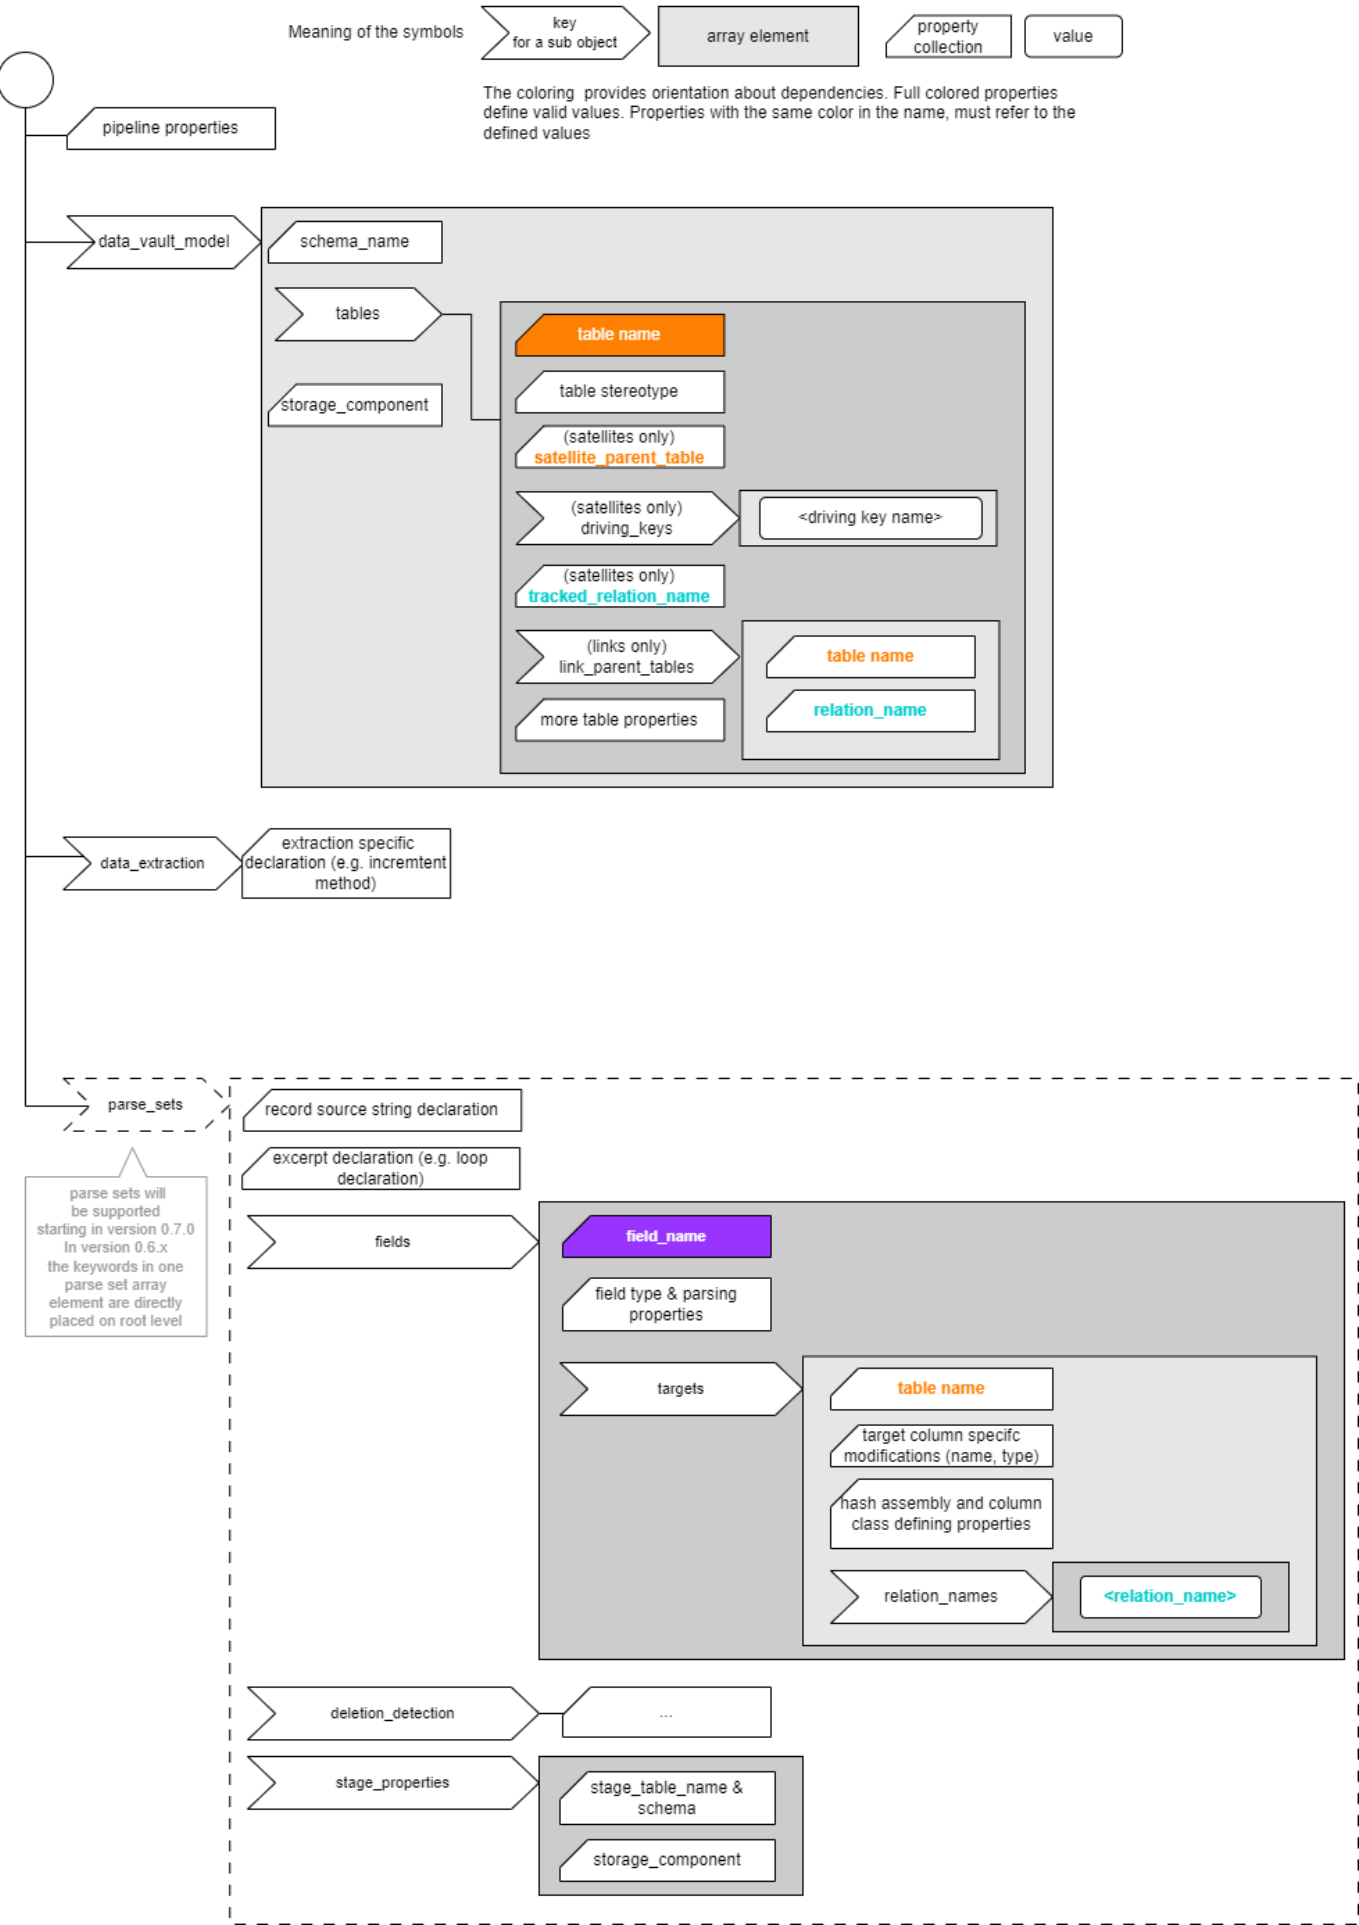 Meaning of the symbols
key
for a sub object
array element
property
collection
value
The coloring provides orientation about dependencies. Full colored properties
define valid values. Properties with the same color in the name, must refer to the
defined values
pipeline properties
data_vault_model
schema_name
tables
storage_component
table name
table stereotype
(satellites only)
satellite_parent_table
(satellites only)
driving_keys
<driving key name>
(satellites only)
tracked_relation_name
(links only)
link_parent_tables
table name
relation_name
more table properties
data_extraction
extraction specific
declaration (e.g. incremtent
method)
parse_sets
parse sets will
be supported
starting in version 0.7.0
In version 0.6.x
the keywords in one
parse set array
element are directly
placed on root level
record source string declaration
excerpt declaration (e.g. loop
declaration)
fields
field_name
field type & parsing
properties
targets
table name
target column specifc
modifications (name, type)
hash assembly and column
class defining properties
relation_names
<relation_name>
deletion_detection
...
stage_properties
stage_table_name &
schema
storage_component